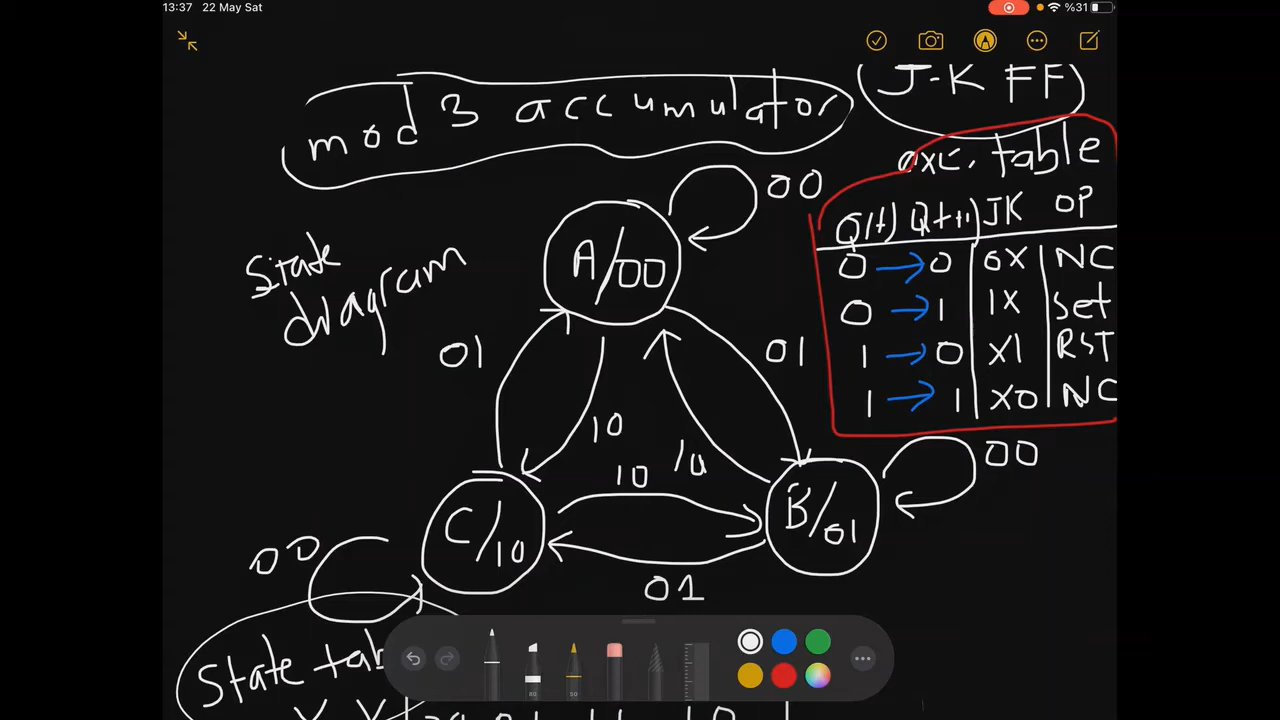 13:37 22 May Sat
%31
mod 3 accumulator
J-K FF
exc. table
Q(t) Q(t+1) JK OP
0 → 0 0X NC
0 → 1 1X Set
1 → 0 X1 RST
1 → 1 X0 NC
State
diagram
A/00
00
01
01
10
10
10
C/10
B/01
00
00
01
State tab
80
50